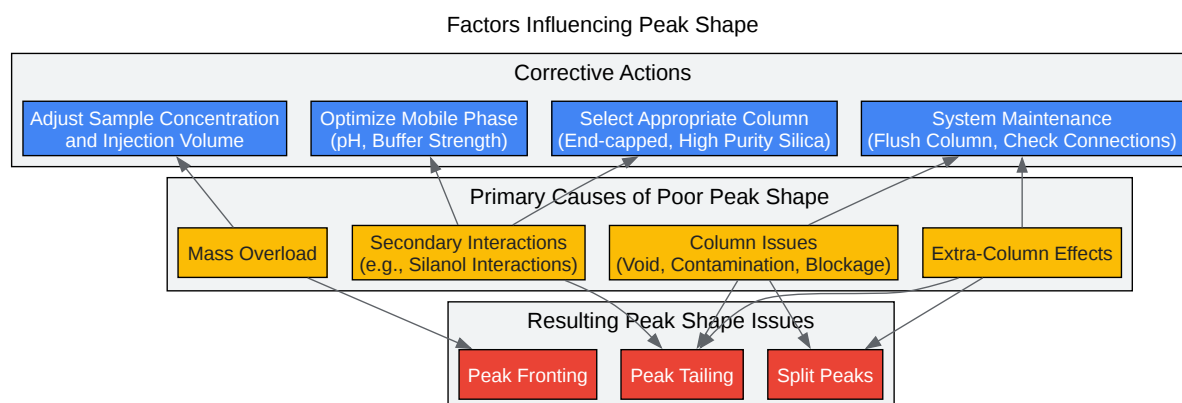 Factors Influencing Peak Shape
Corrective Actions
Adjust Sample Concentration
and Injection Volume
Optimize Mobile Phase
(pH, Buffer Strength)
Select Appropriate Column
(End-capped, High Purity Silica)
System Maintenance
(Flush Column, Check Connections)
Primary Causes of Poor Peak Shape
Mass Overload
Secondary Interactions
(e.g., Silanol Interactions)
Column Issues
(Void, Contamination, Blockage)
Extra-Column Effects
Resulting Peak Shape Issues
Peak Fronting
Peak Tailing
Split Peaks